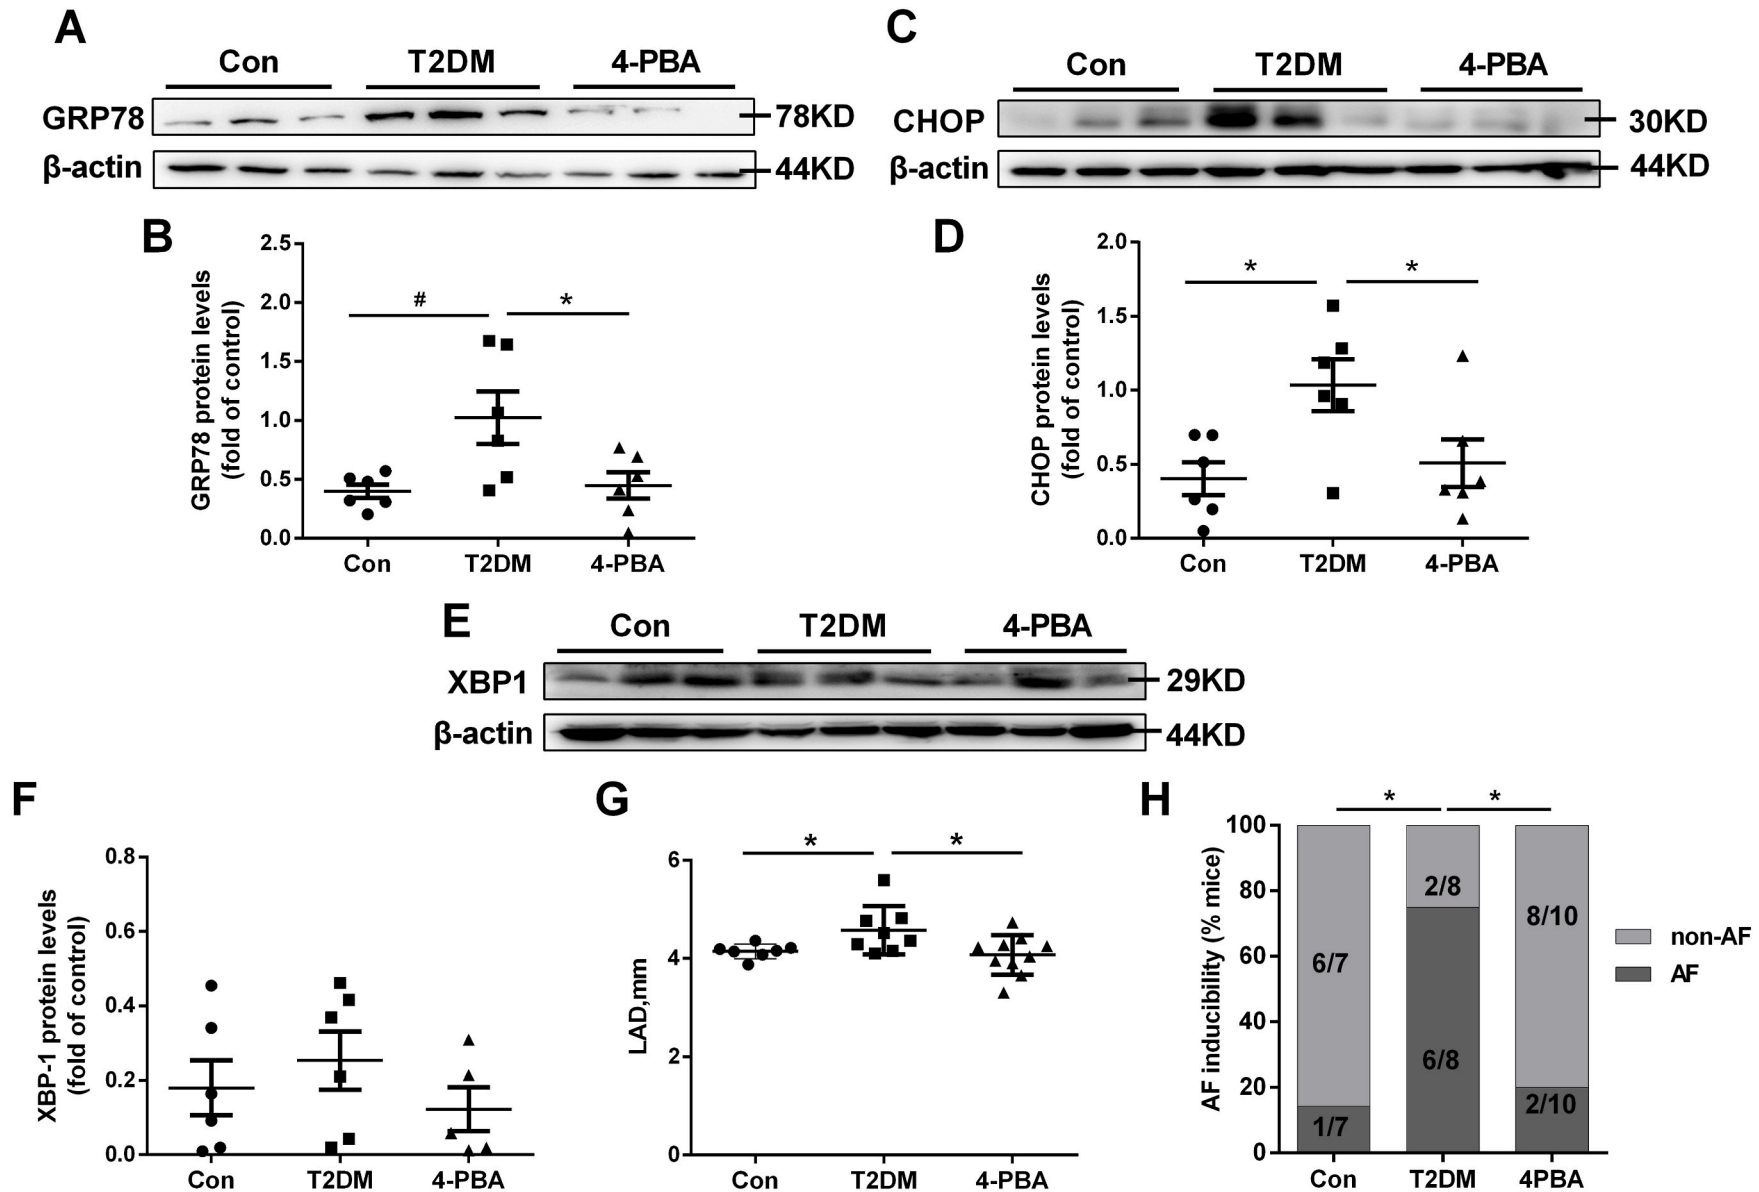 A
Con T2DM 4-PBA
GRP78 78KD
β-actin 44KD
C
Con T2DM 4-PBA
CHOP 30KD
β-actin 44KD
B
GRP78 protein levels
(fold of control)
2.5
2.0
1.5
1.0
0.5
0.0
# *
Con T2DM 4-PBA
D
CHOP protein levels
(fold of control)
2.0
1.5
1.0
0.5
0.0
* *
Con T2DM 4-PBA
E
Con T2DM 4-PBA
XBP1 29KD
β-actin 44KD
F
XBP-1 protein levels
(fold of control)
0.8
0.6
0.4
0.2
0.0
Con T2DM 4-PBA
G
LAD,mm
6
4
2
0
* *
Con T2DM 4-PBA
H
AF inducibility (% mice)
100
80
60
40
20
0
* *
6/7
1/7
2/8
6/8
8/10
2/10
Con T2DM 4PBA
non-AF
AF